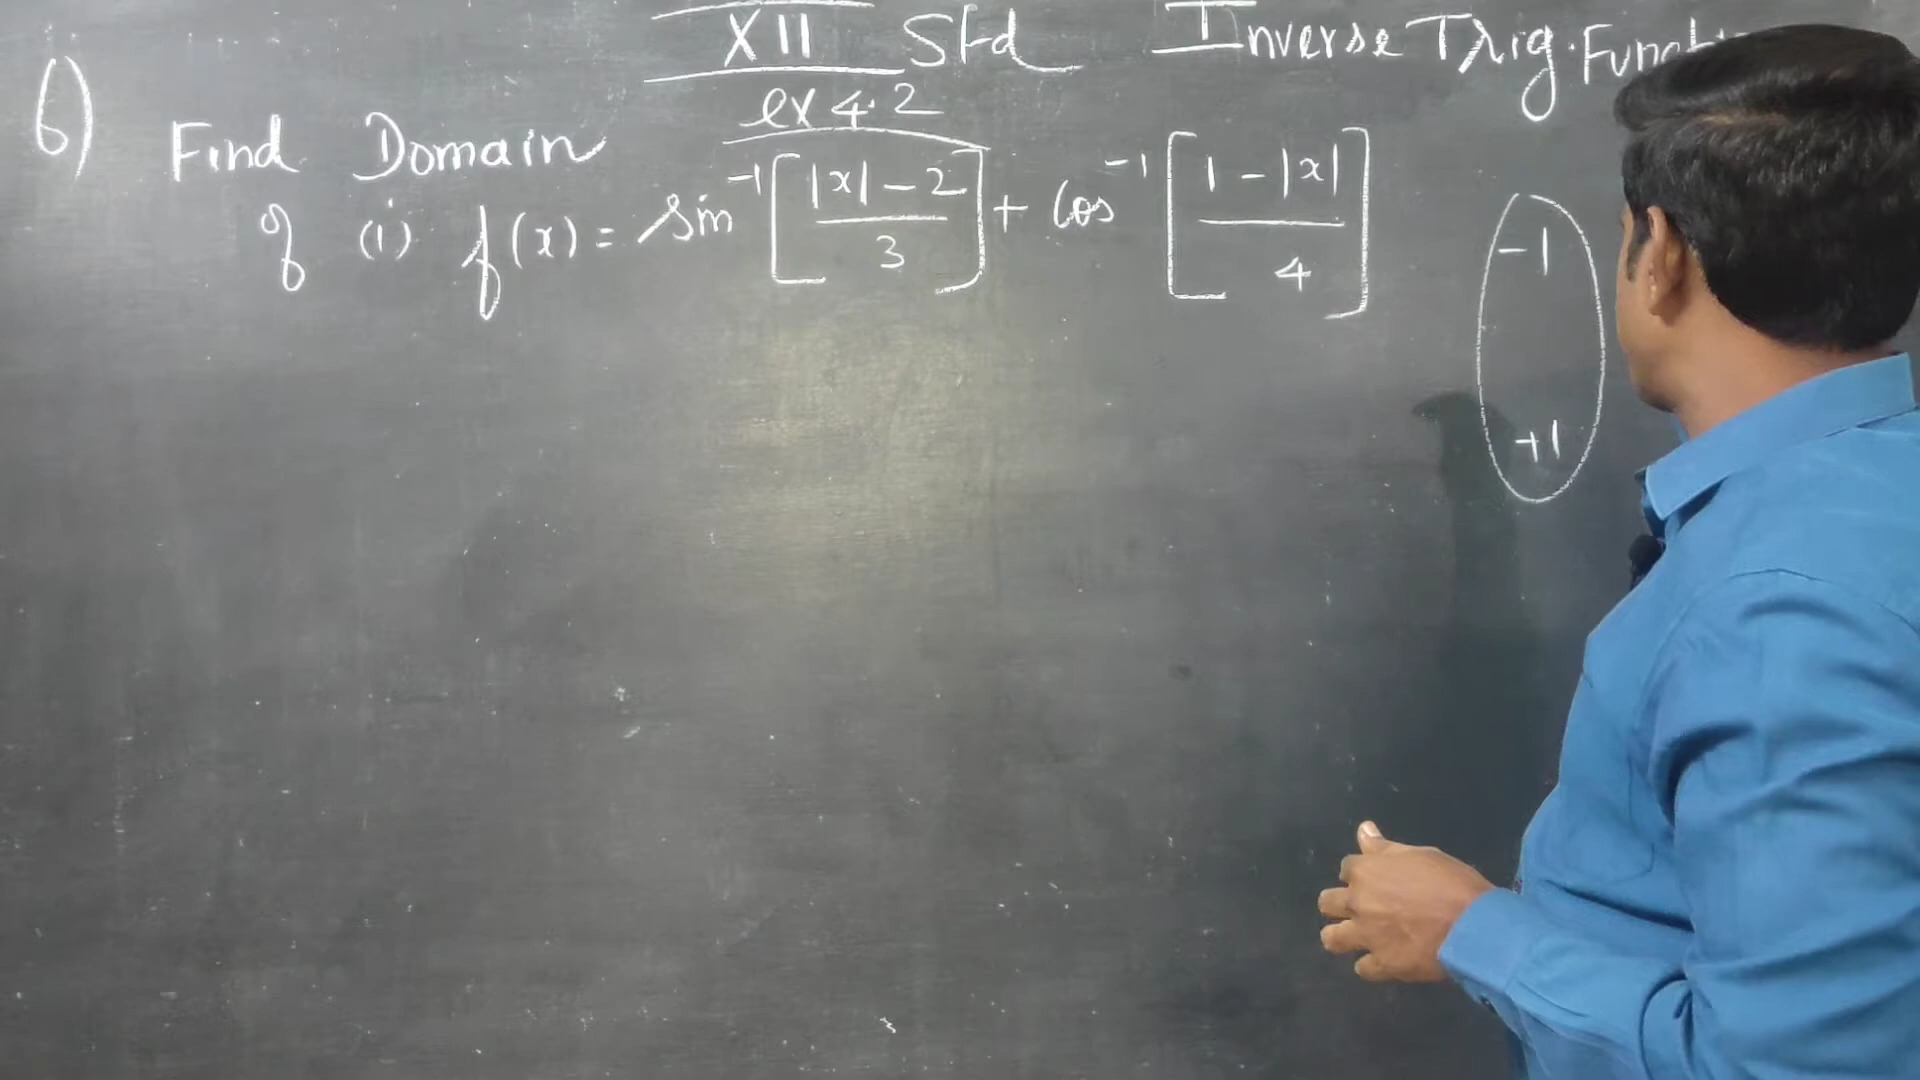 XII Std Inverse Trig. Functi
ex 4.2
6) Find Domain
of (i) f(x) = sin⁻¹[(|x| - 2)/3] + cos⁻¹[(1 - |x|)/4]
-1
+1